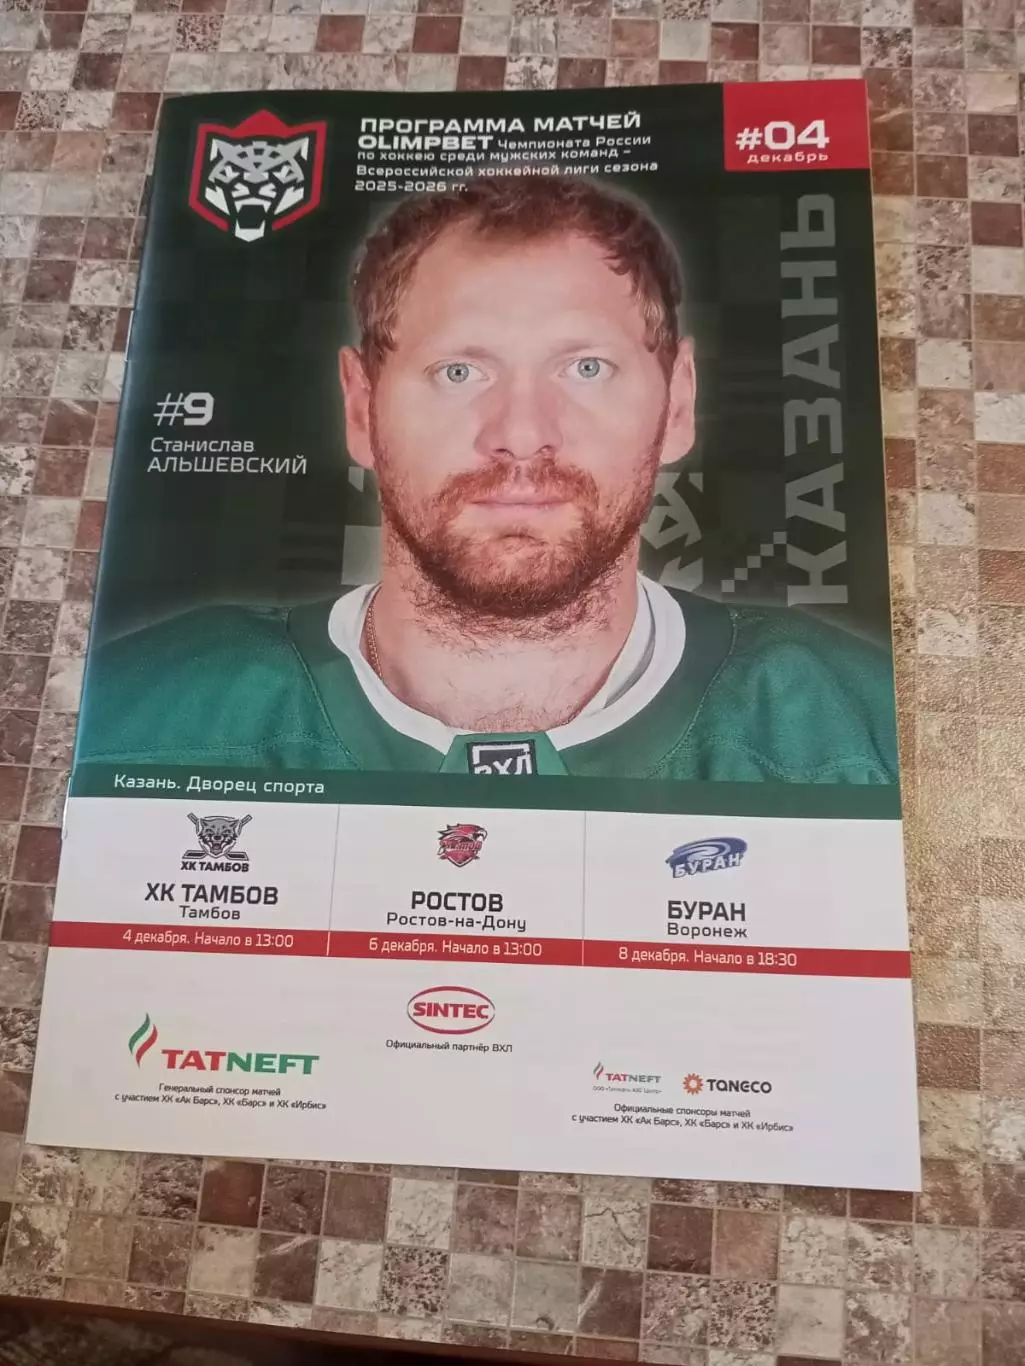 ПРОГРАММА МАТЧЕЙ
OLIMPBET Чемпионата России
по хоккею среди мужских команд –
Всероссийской хоккейной лиги сезона
2025-2026 гг.
#04
декабрь
КАЗАНЬ
#9
Станислав
АЛЬШЕВСКИЙ
ВХЛ
Казань. Дворец спорта
ХК ТАМБОВ
ХК ТАМБОВ
Тамбов
4 декабря. Начало в 13:00
РОСТОВ
РОСТОВ
Ростов-на-Дону
6 декабря. Начало в 13:00
БУРАН
БУРАН
Воронеж
8 декабря. Начало в 18:30
TATNEFT
Генеральный спонсор матчей
с участием ХК «Ак Барс», ХК «Барс» и ХК «Ирбис»
SINTEC
Официальный партнёр ВХЛ
TATNEFT
TANECO
Официальные спонсоры матчей
с участием ХК «Ак Барс», ХК «Барс» и ХК «Ирбис»